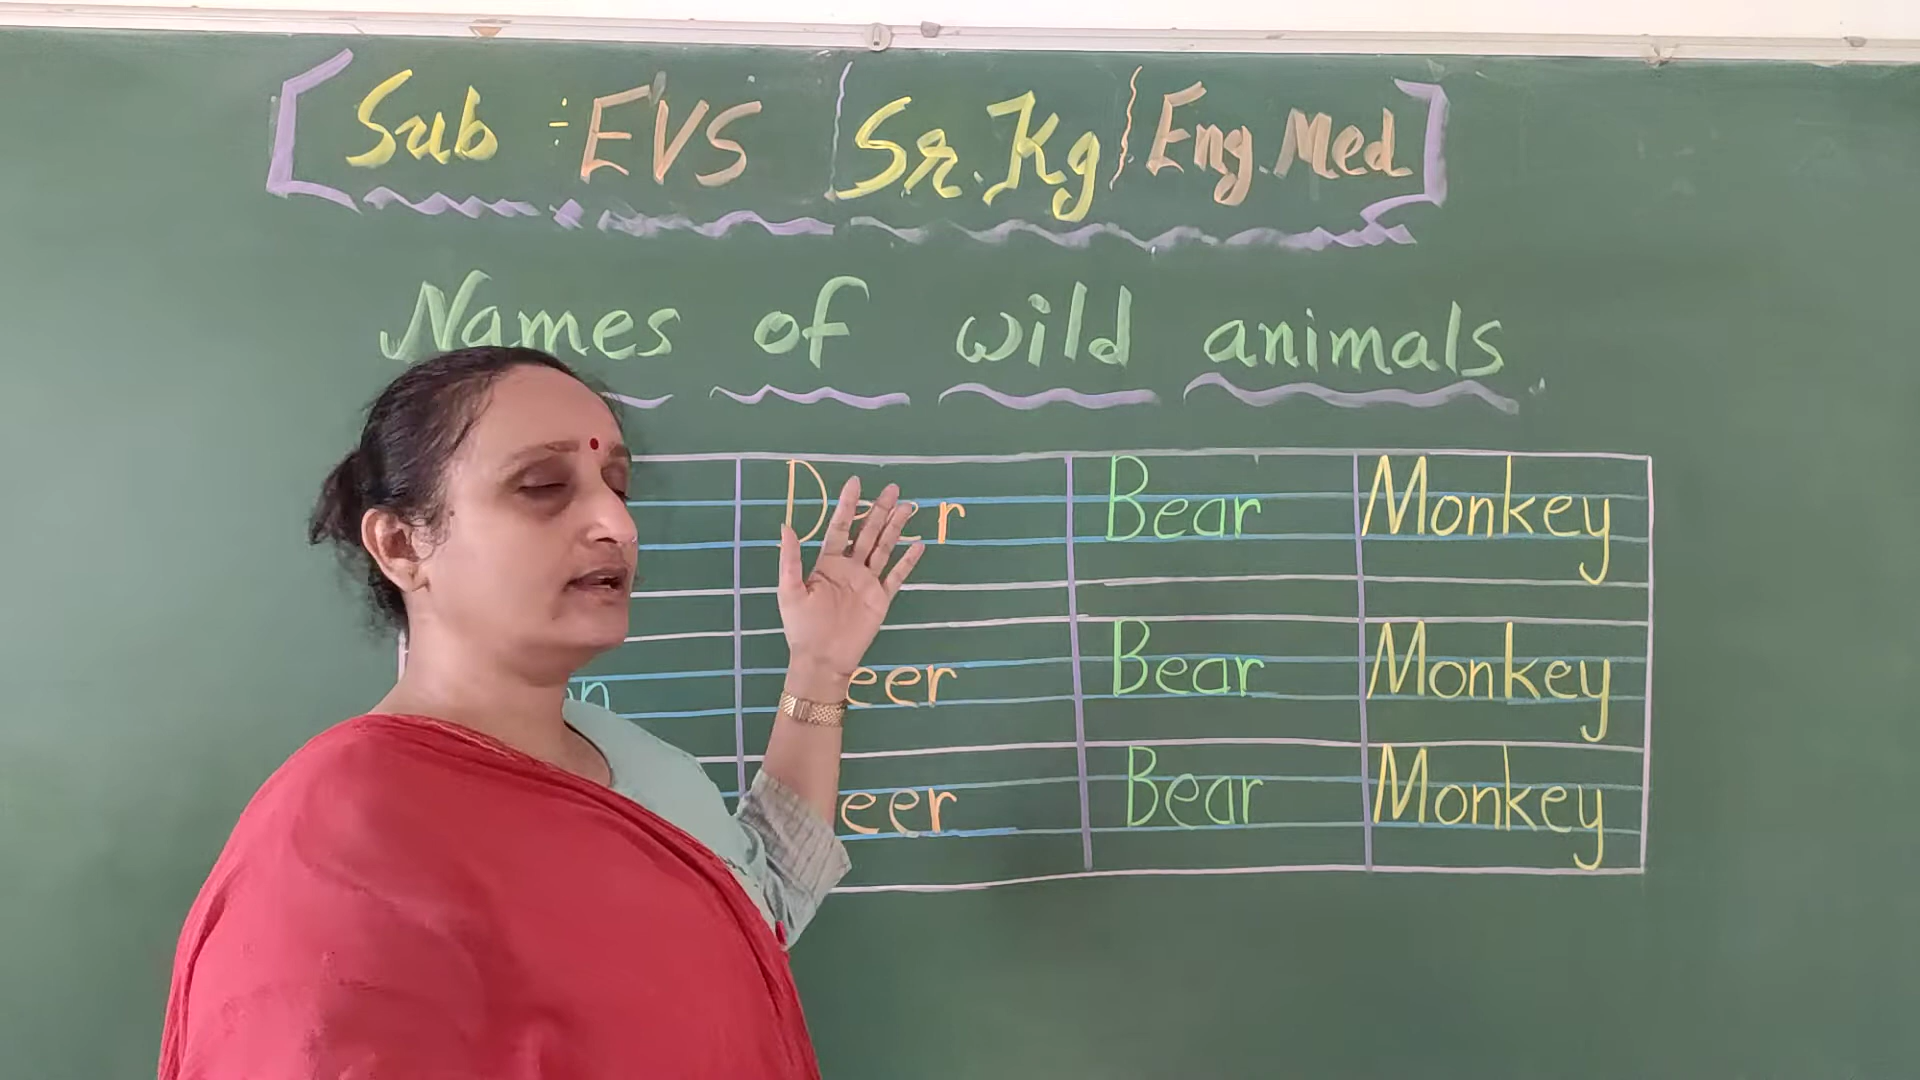 Sub :- EVS | Sr. Kg | Eng. Med
Names of wild animals
Deer Bear Monkey
eer Bear Monkey
eer Bear Monkey